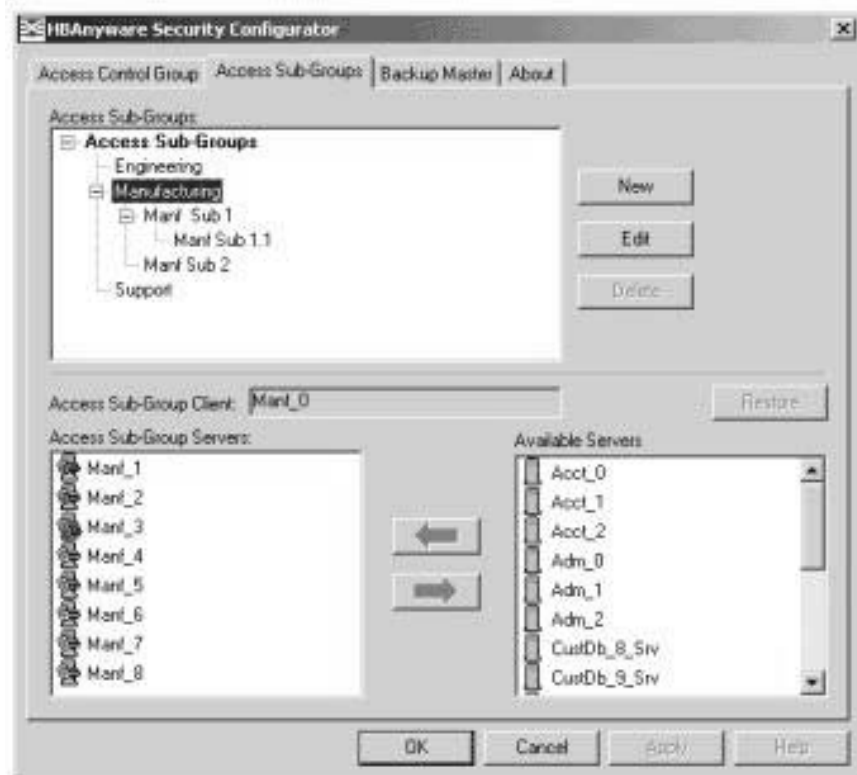 HBAnyware Security Configurator
Access Control Group
Access Sub-Groups
Backup Master
About
Access Sub-Groups:
Access Sub-Groups
Engineering
Manufacturing
Manf Sub 1
Manf Sub 1.1
Manf Sub 2
Support
New
Edit
Delete
Access Sub-Group Client: Manf_0
Restore
Access Sub-Group Servers:
Manf_1
Manf_2
Manf_3
Manf_4
Manf_5
Manf_6
Manf_7
Manf_8
Available Servers
Acct_0
Acct_1
Acct_2
Adm_0
Adm_1
Adm_2
CustDb_8_Srv
CustDb_9_Srv
OK
Cancel
Apply
Help